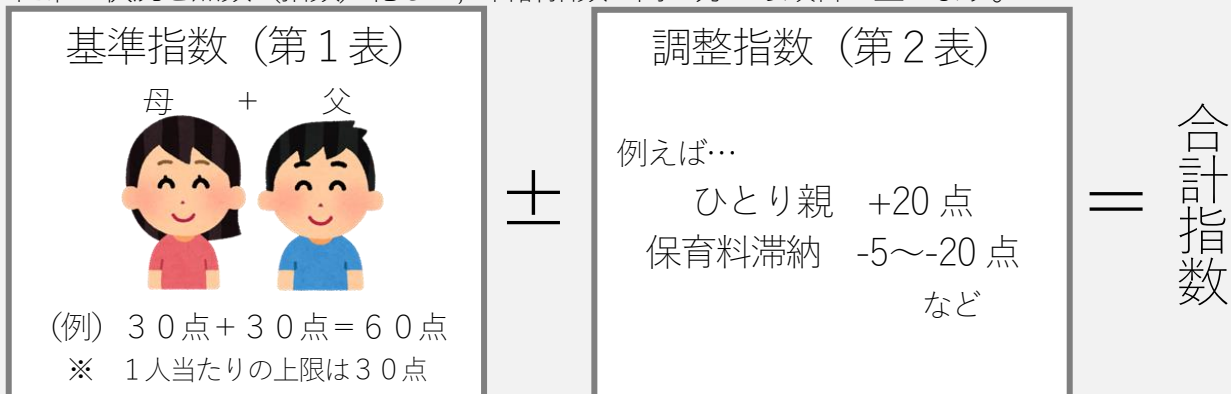 基準指数（第１表）
母　＋　父
(例) ３０点＋３０点＝６０点
※　１人当たりの上限は３０点
±
調整指数（第２表）
例えば…
ひとり親　+20 点
保育料滞納　-5～-20 点
など
＝
合計指数